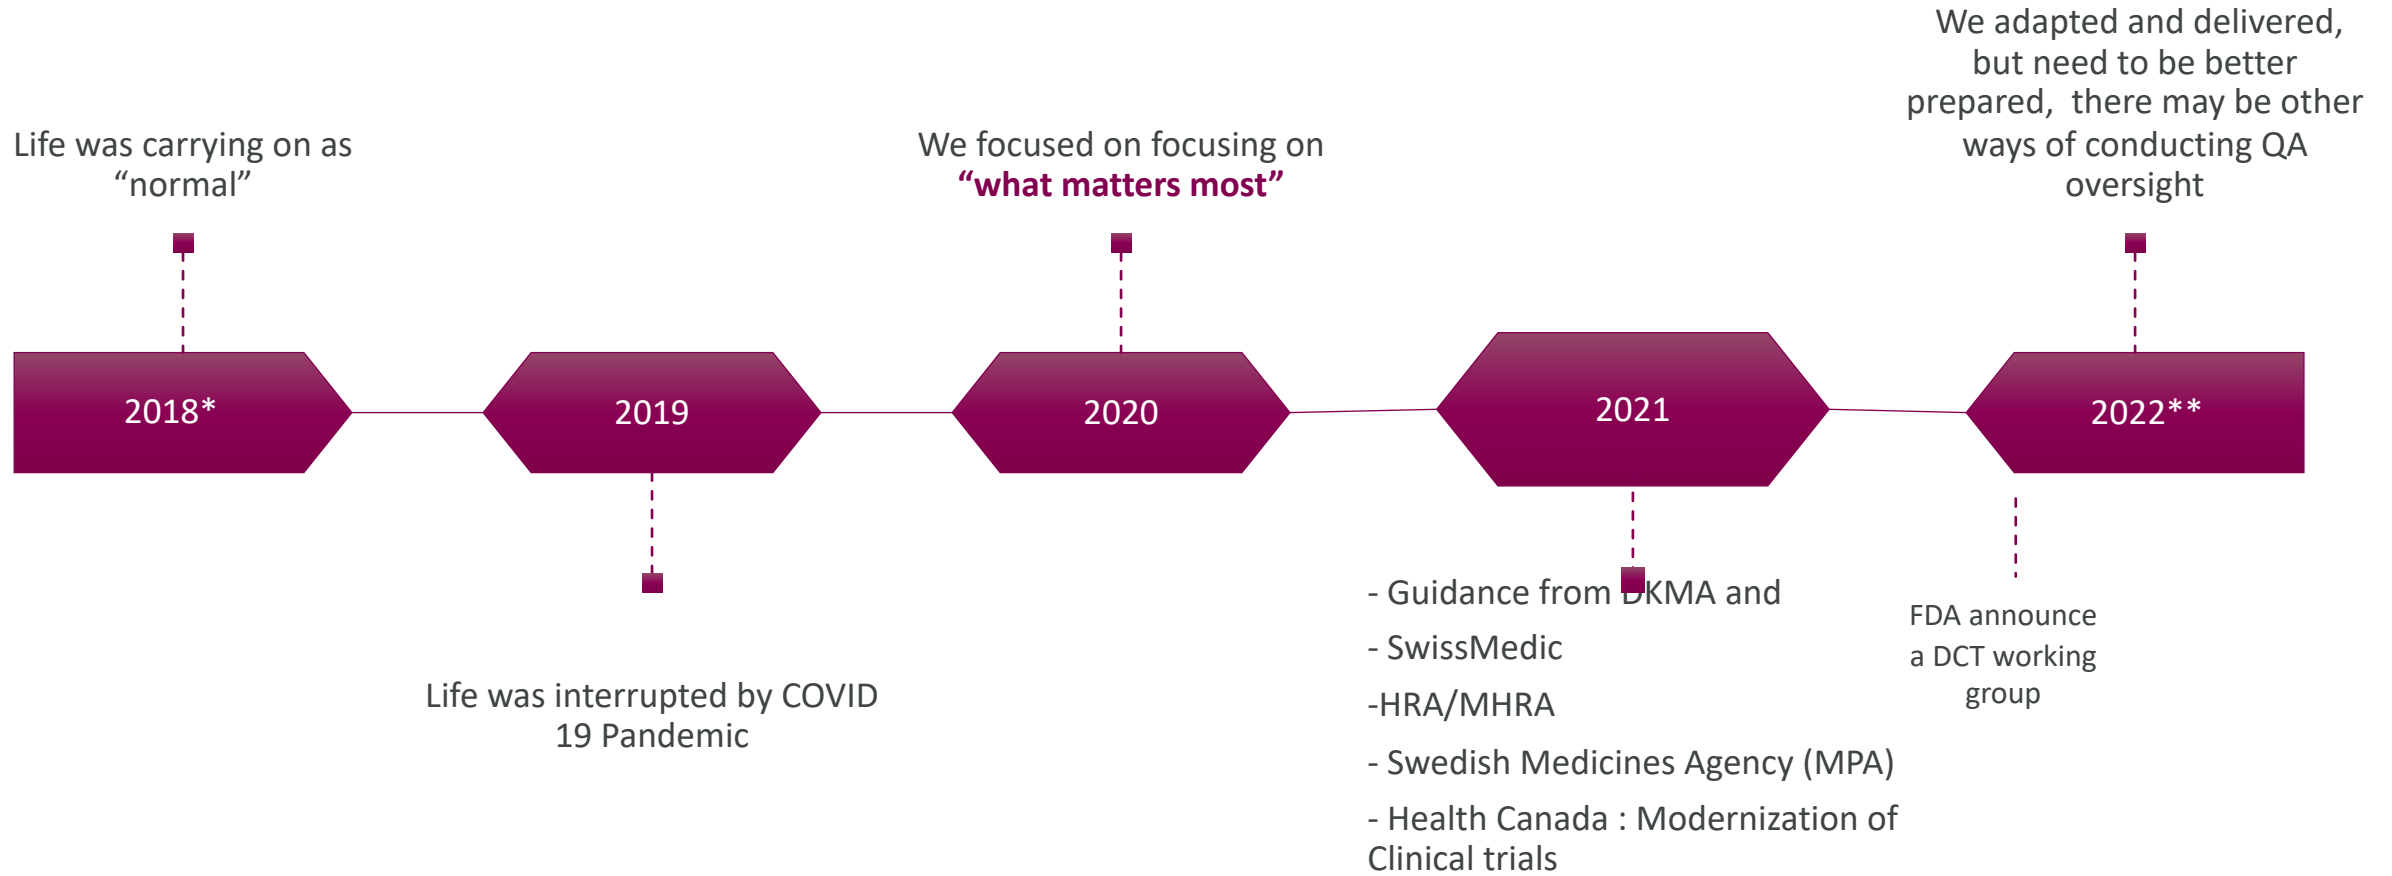 Life was carrying on as
“normal”
We focused on focusing on
“what matters most”
We adapted and delivered,
but need to be better
prepared,  there may be other
ways of conducting QA
oversight
2018*
2019
2020
2021
2022**
Life was interrupted by COVID
19 Pandemic
- Guidance from DKMA and
- SwissMedic
-HRA/MHRA
- Swedish Medicines Agency (MPA)
- Health Canada : Modernization of
Clinical trials
FDA announce
a DCT working
group